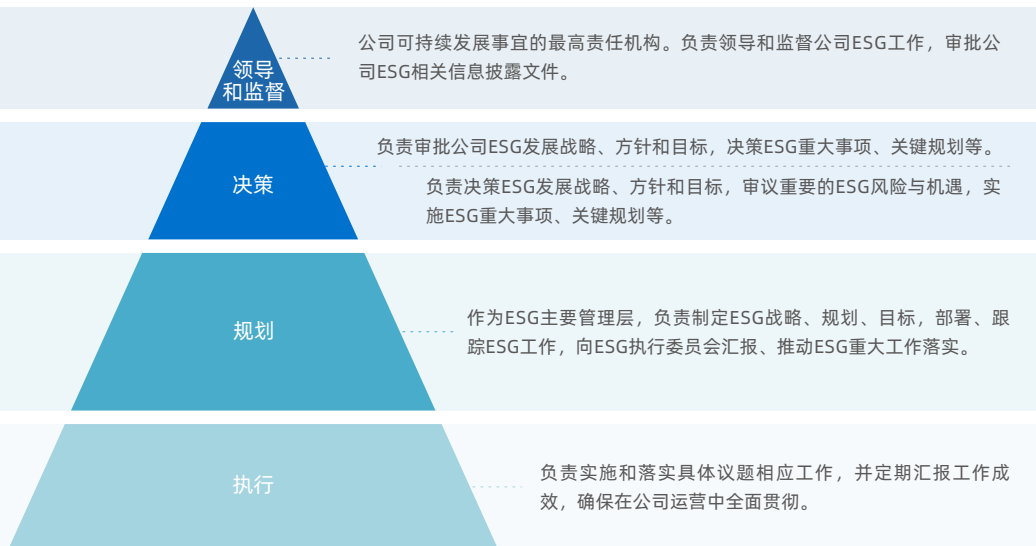 领导
和监督
公司可持续发展事宜的最高责任机构。负责领导和监督公司ESG工作，审批公
司ESG相关信息披露文件。
决策
负责审批公司ESG发展战略、方针和目标，决策ESG重大事项、关键规划等。
负责决策ESG发展战略、方针和目标，审议重要的ESG风险与机遇，实
施ESG重大事项、关键规划等。
规划
作为ESG主要管理层，负责制定ESG战略、规划、目标，部署、跟
踪ESG工作，向ESG执行委员会汇报、推动ESG重大工作落实。
执行
负责实施和落实具体议题相应工作，并定期汇报工作成
效，确保在公司运营中全面贯彻。